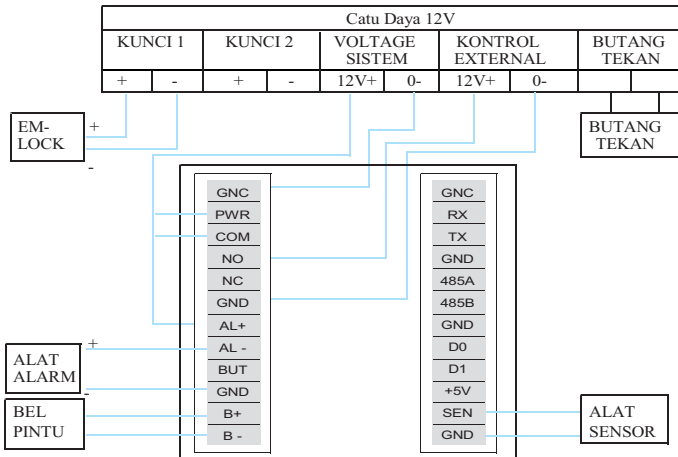 Catu Daya 12V
KUNCI 1 KUNCI 2 VOLTAGE SISTEM KONTROL EXTERNAL BUTANG TEKAN
+ - + - 12V+ 0- 12V+ 0-
EM-
LOCK
+
-
BUTANG
TEKAN
GNC
PWR
COM
NO
NC
GND
AL+
AL -
BUT
GND
B+
B -
GNC
RX
TX
GND
485A
485B
GND
D0
D1
+5V
SEN
GND
ALAT
ALARM
+
-
BEL
PINTU
ALAT
SENSOR